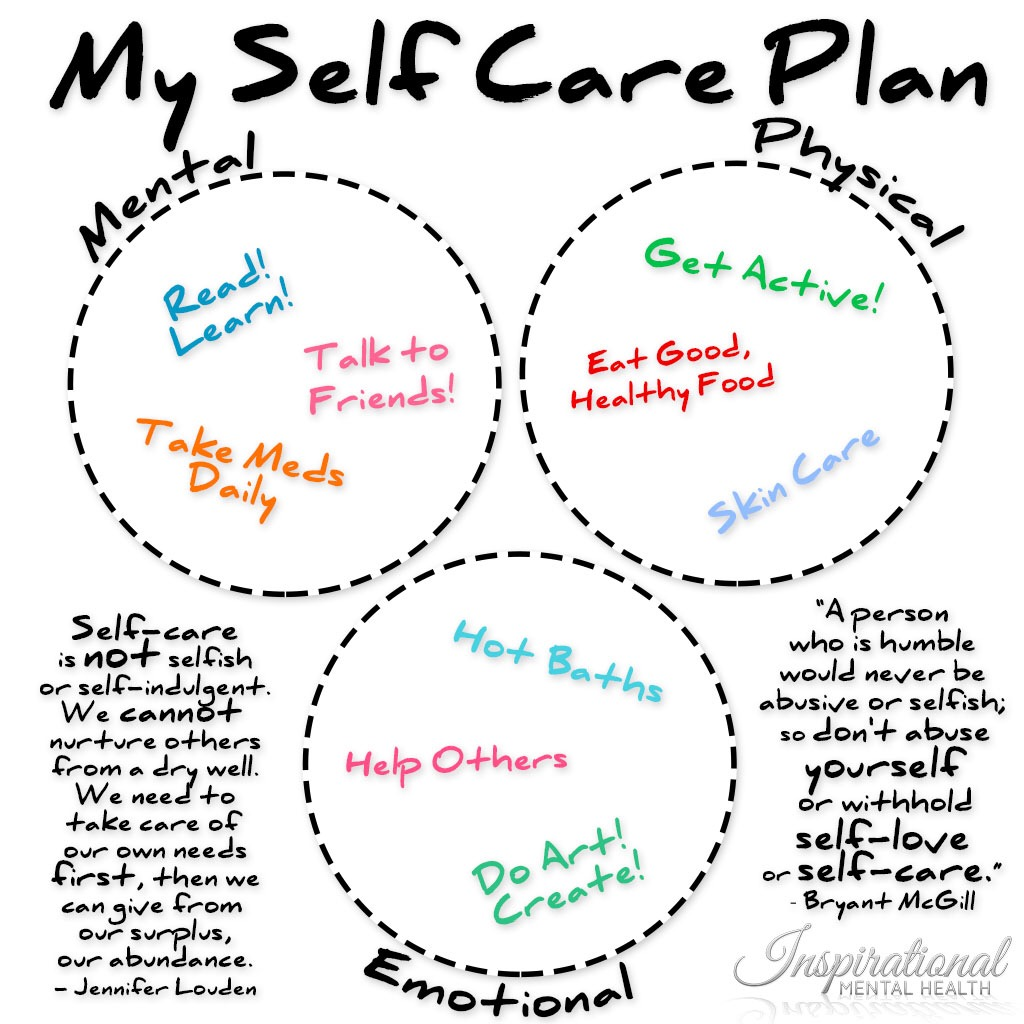 My Self Care Plan
Mental
Read!
Learn!
Talk to
Friends!
Take Meds
Daily
Physical
Get Active!
Eat Good,
Healthy Food
Skin Care
Hot Baths
Help Others
Do Art!
Create!
Emotional
Self-care
is not selfish
or self-indulgent.
We cannot
nurture others
from a dry well.
We need to
take care of
our own needs
first, then we
can give from
our surplus,
our abundance.
- Jennifer Louden
"A person
who is humble
would never be
abusive or selfish;
so don't abuse
yourself
or withhold
self-love
or self-care."
- Bryant McGill
Inspirational
MENTAL HEALTH